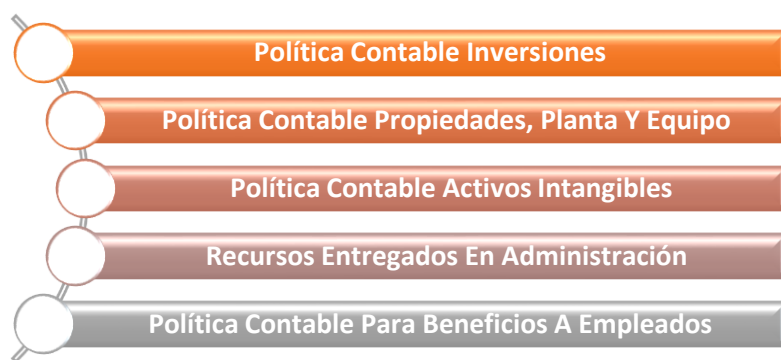 Política Contable Inversiones
Política Contable Propiedades, Planta Y Equipo
Política Contable Activos Intangibles
Recursos Entregados En Administración
Política Contable Para Beneficios A Empleados